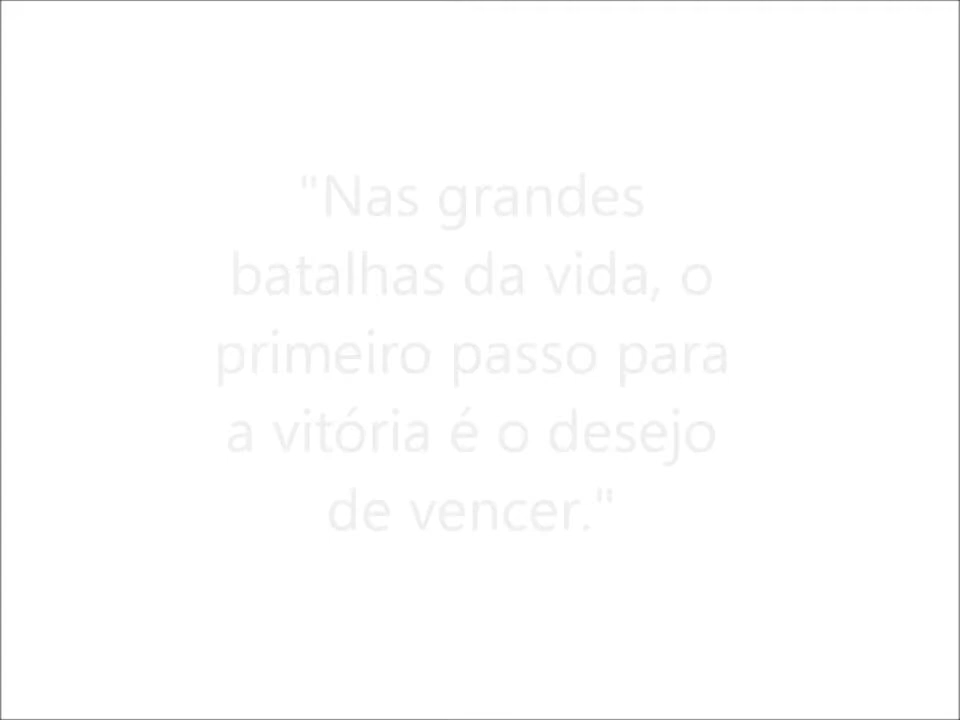 "Nas grandes
batalhas da vida, o
primeiro passo para
a vitória é o desejo
de vencer."